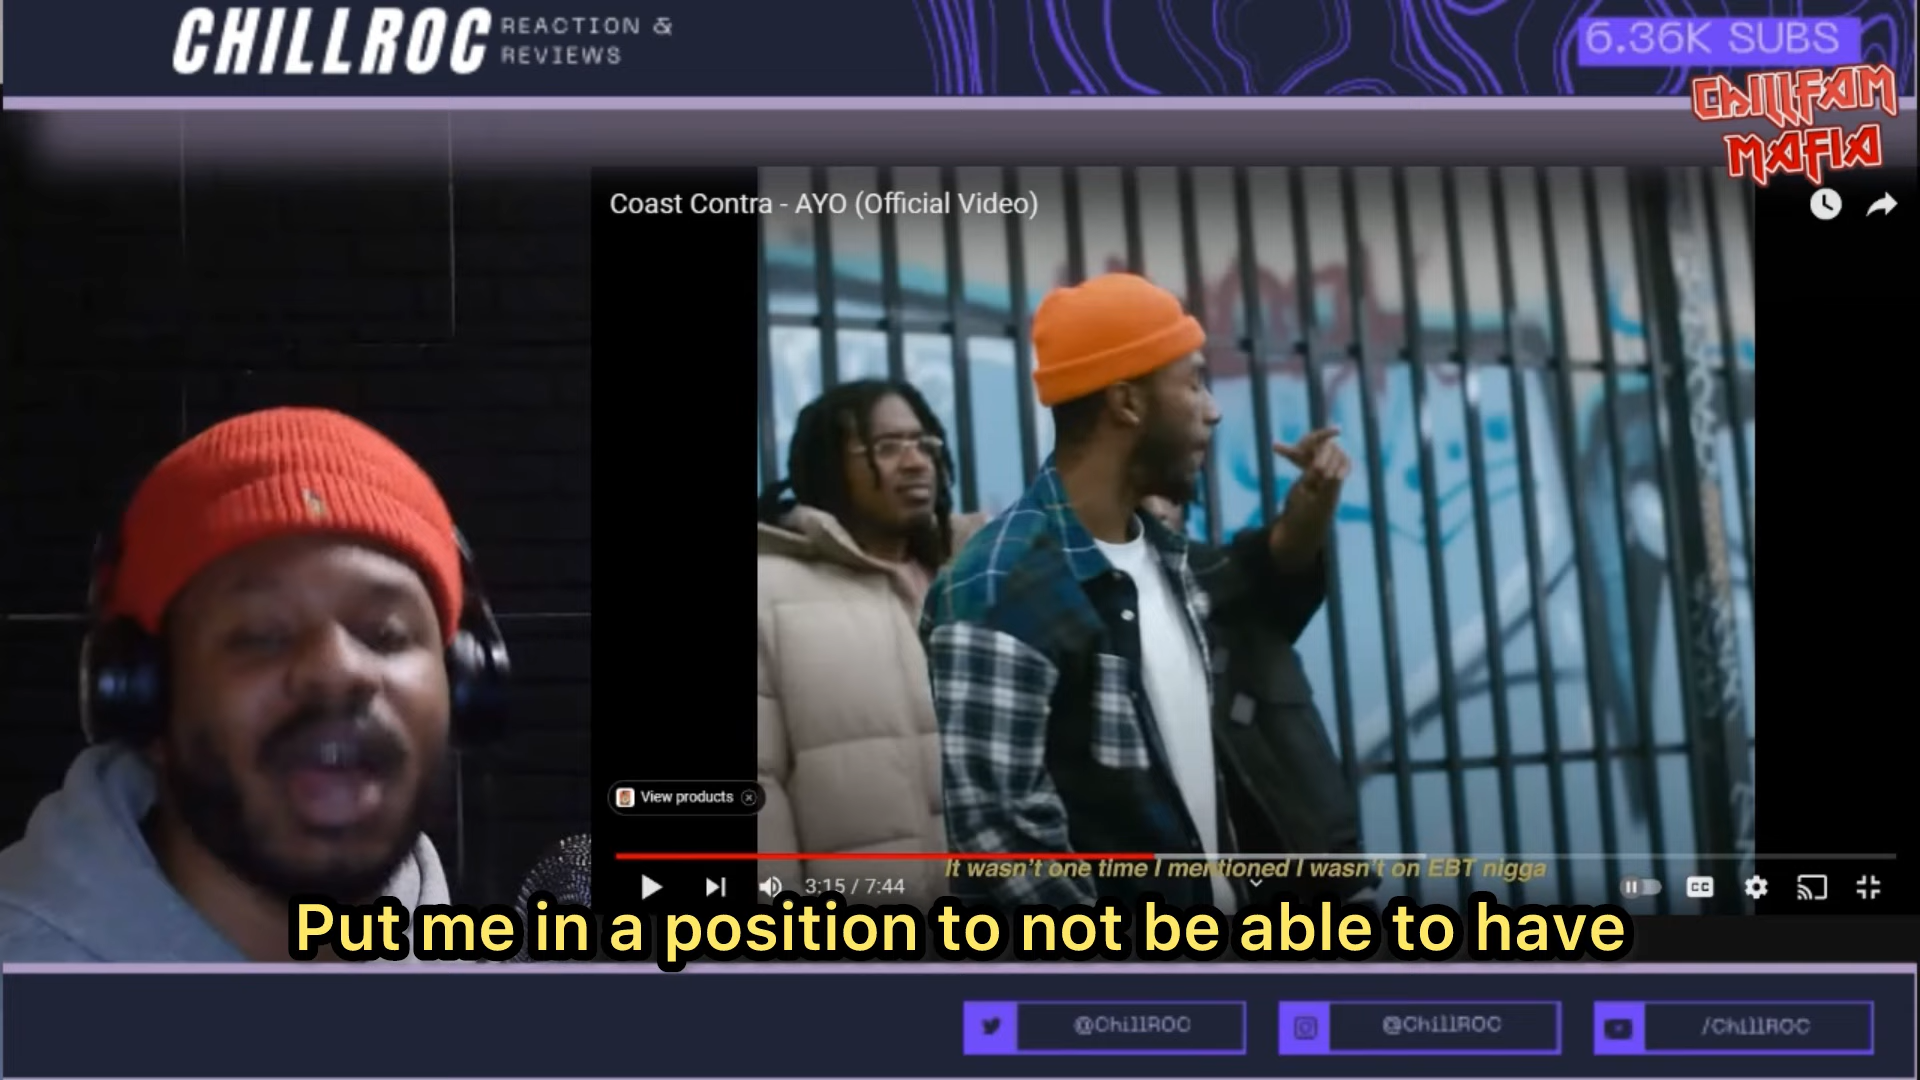 CHILLROC
REACTION &
REVIEWS
6.36K SUBS
CHILLFAM
MAFIA
Coast Contra - AYO (Official Video)
View products
It wasn't one time I mentioned I wasn't on EBT nigga
3:15 / 7:44
CC
Put me in a position to not be able to have
@ChillROC
@ChillROC
/ChillROC